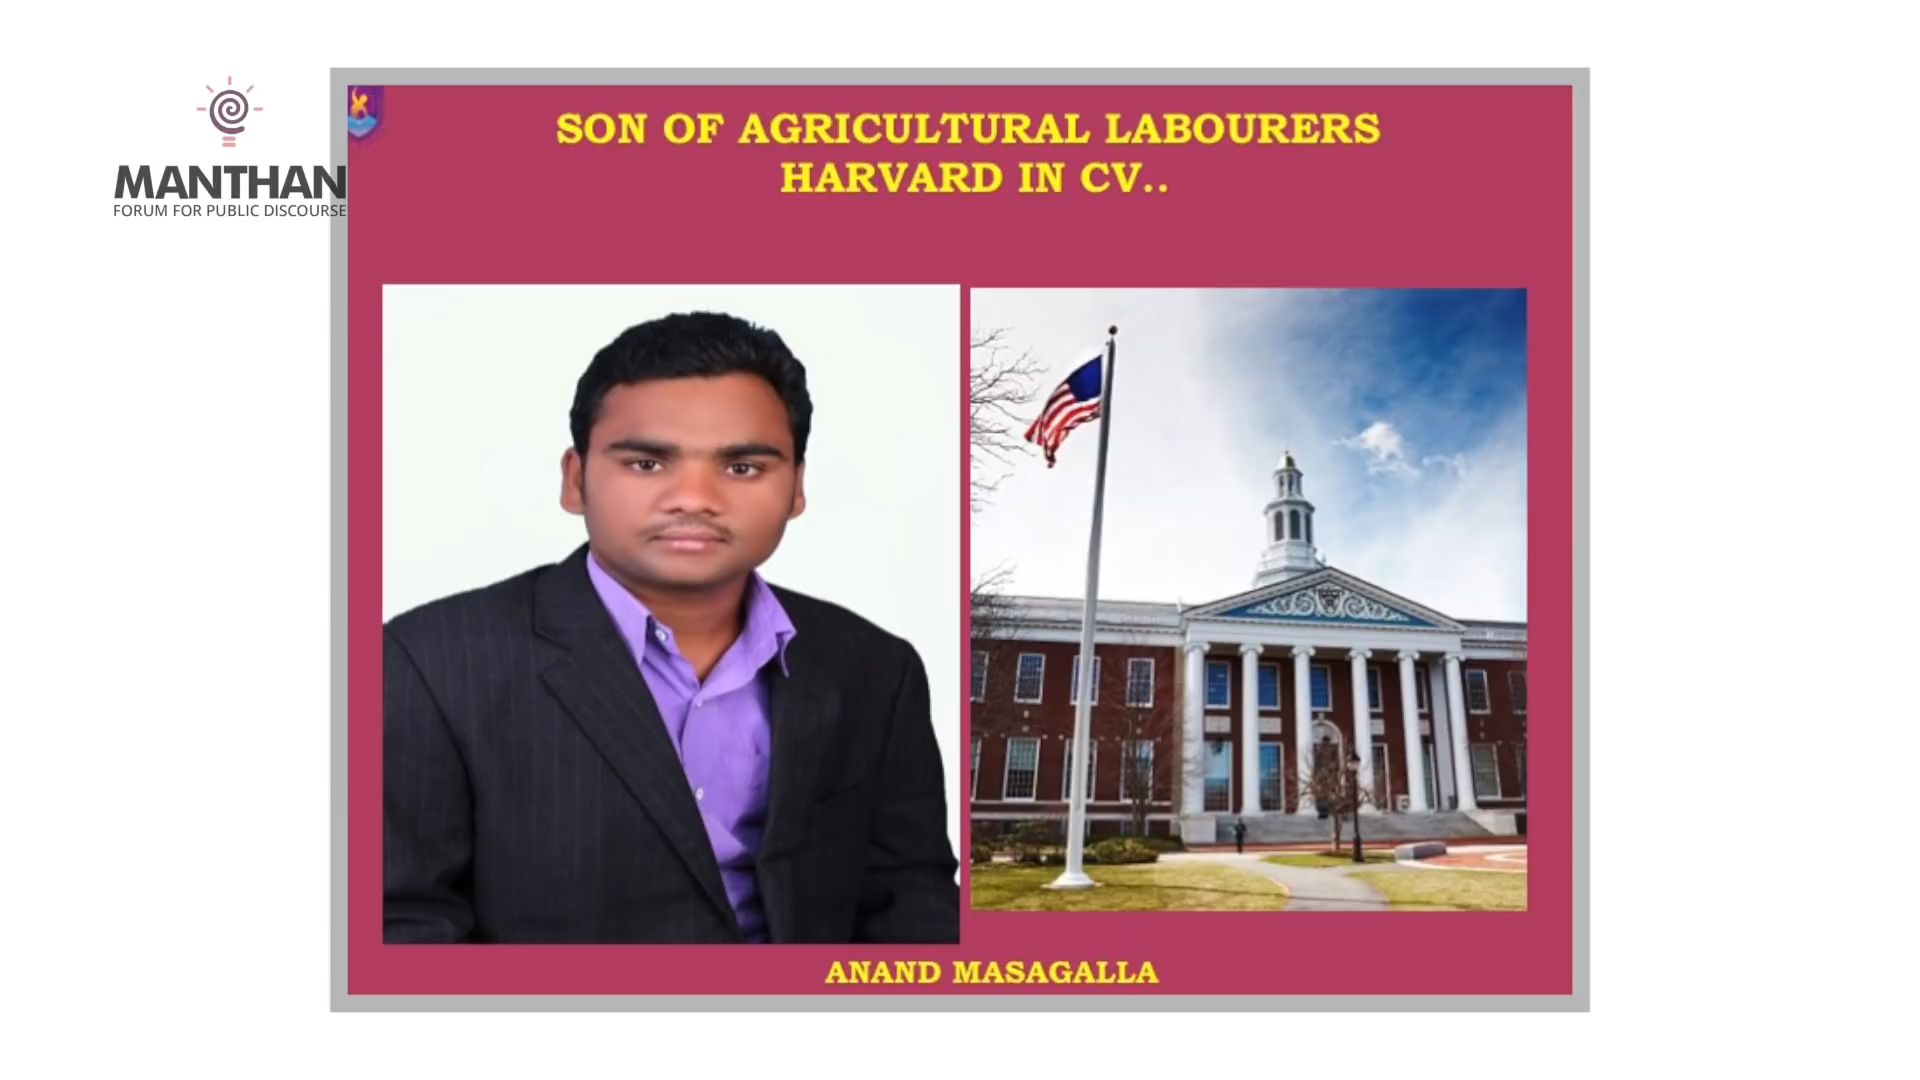 MANTHAN
FORUM FOR PUBLIC DISCOURSE
SON OF AGRICULTURAL LABOURERS
HARVARD IN CV..
ANAND MASAGALLA